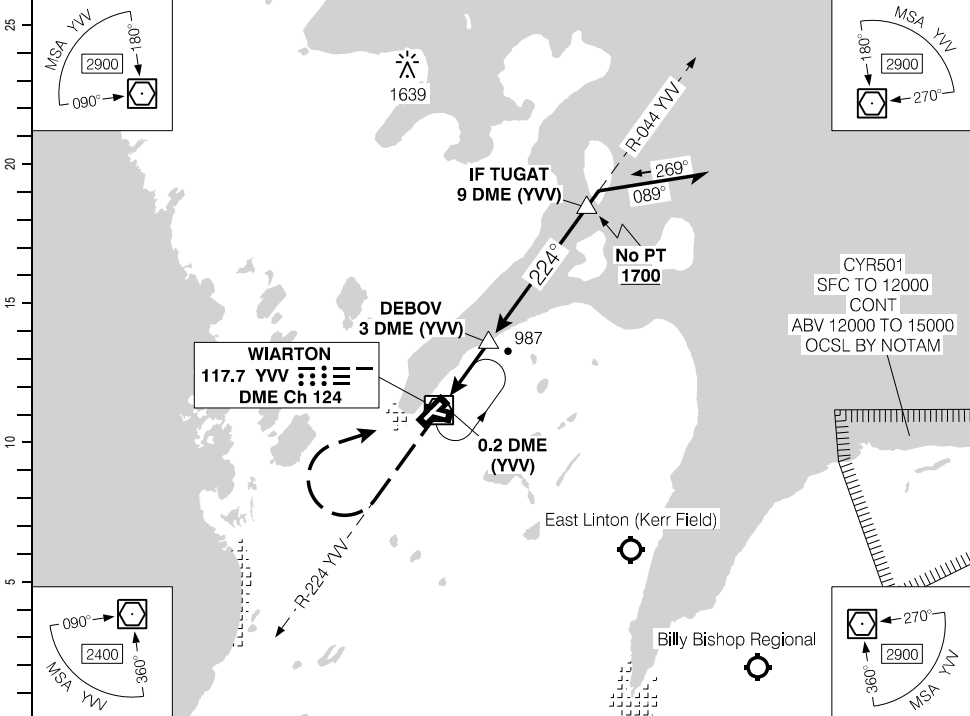 25
20
15
10
5
MSA YVV
180°
2900
090°
MSA YVV
180°
2900
270°
1639
R-044 YVV
IF TUGAT
9 DME (YVV)
269°
089°
No PT
1700
224°
CYR501
SFC TO 12000
CONT
ABV 12000 TO 15000
OCSL BY NOTAM
DEBOV
3 DME (YVV)
987
WIARTON
117.7 YVV
DME Ch 124
0.2 DME
(YVV)
East Linton (Kerr Field)
R-224 YVV
090°
2400
360°
MSA YVV
Billy Bishop Regional
270°
2900
360°
MSA YVV